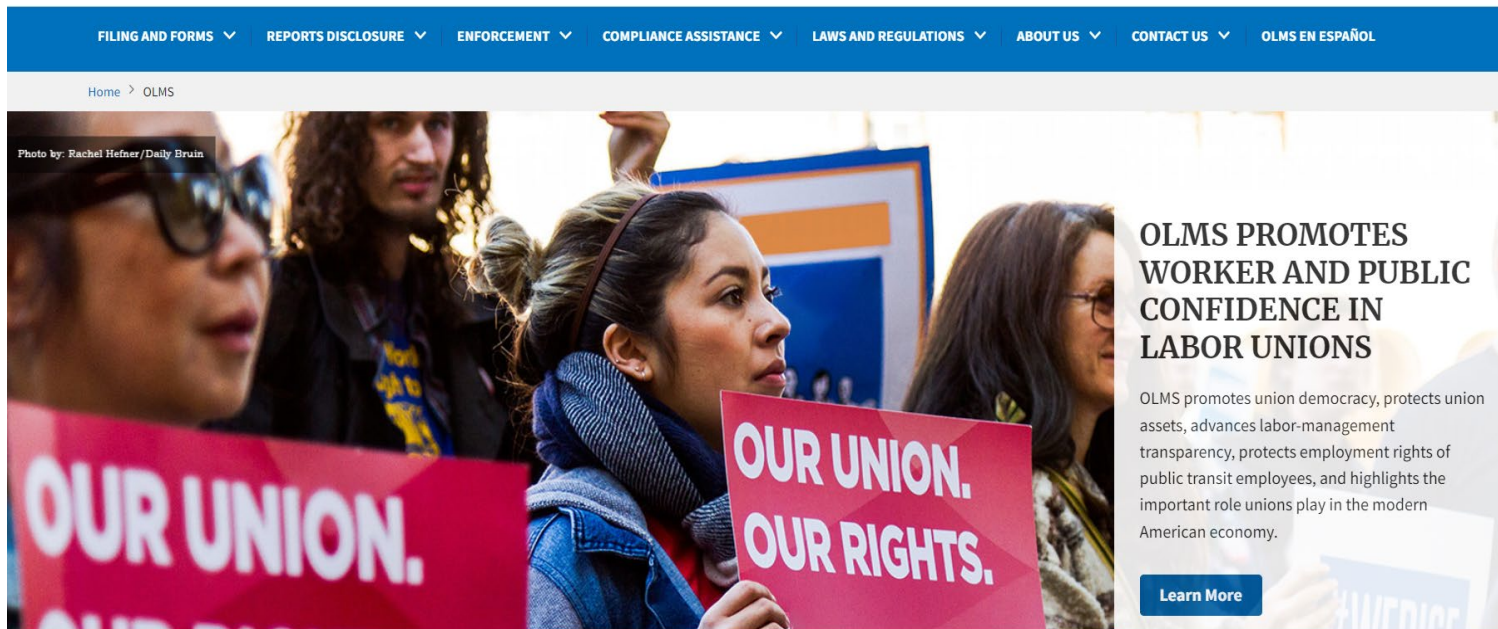 FILING AND FORMS REPORTS DISCLOSURE ENFORCEMENT COMPLIANCE ASSISTANCE LAWS AND REGULATIONS ABOUT US CONTACT US OLMS EN ESPAÑOL
Home > OLMS
Photo by: Rachel Hefner/Daily Bruin
OUR UNION.
OUR UNION.
OUR RIGHTS.
OLMS PROMOTES
WORKER AND PUBLIC
CONFIDENCE IN
LABOR UNIONS
OLMS promotes union democracy, protects union
assets, advances labor-management
transparency, protects employment rights of
public transit employees, and highlights the
important role unions play in the modern
American economy.
Learn More